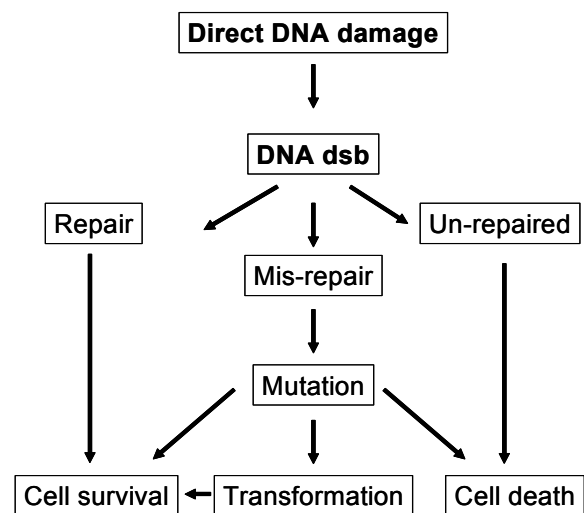 Direct DNA damage
DNA dsb
Repair
Un-repaired
Mis-repair
Mutation
Cell survival
Transformation
Cell death